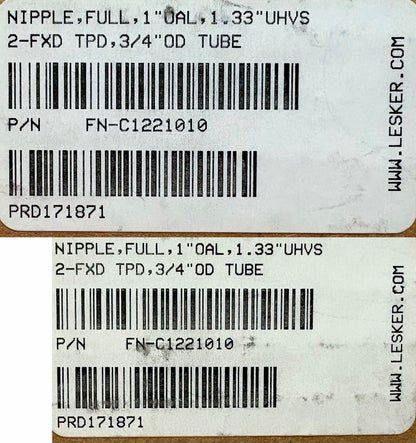 NIPPLE,FULL,1"OAL,1.33"UHVS
2-FXD TPD,3/4"OD TUBE
P/N FN-C1221010
PRD171871
WWW.LESKER.COM
NIPPLE,FULL,1"OAL,1.33"UHVS
2-FXD TPD,3/4"OD TUBE
P/N FN-C1221010
PRD171871
WWW.LESKER.COM